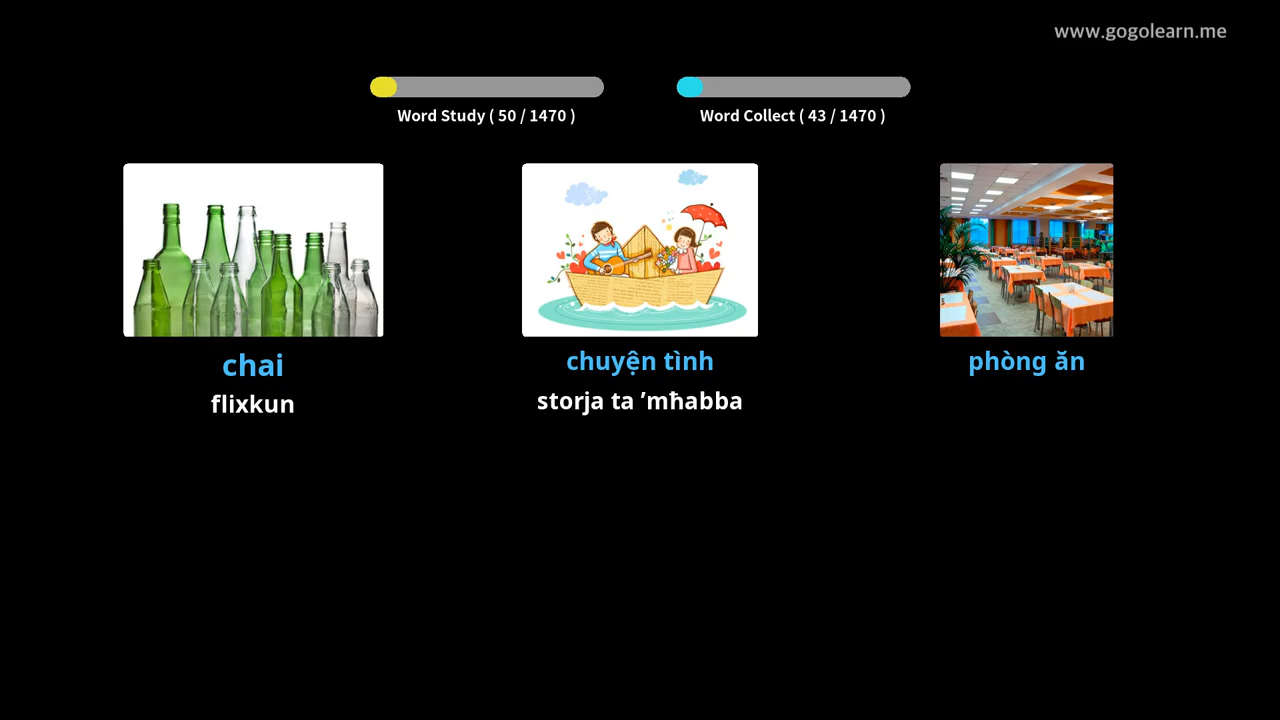 www.gogolearn.me
Word Study ( 50 / 1470 )
Word Collect ( 43 / 1470 )
chai
flixkun
chuyện tình
storja ta ’mħabba
phòng ăn